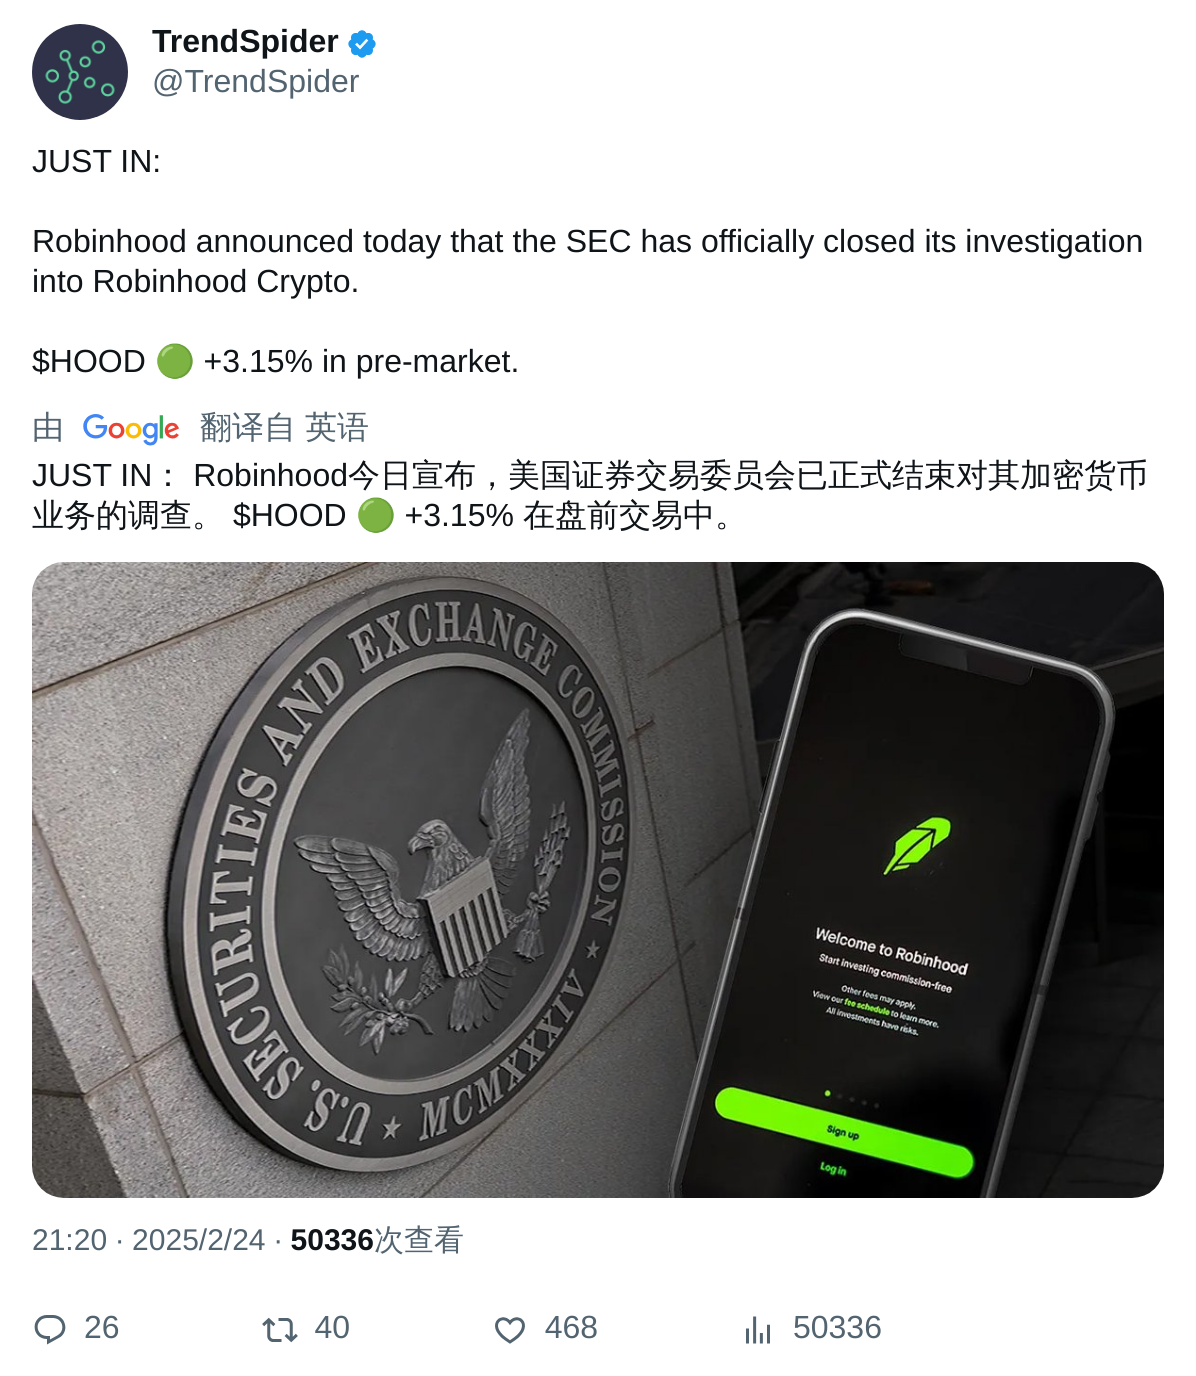 TrendSpider
@TrendSpider
JUST IN:
Robinhood announced today that the SEC has officially closed its investigation
into Robinhood Crypto.
$HOOD 🟢 +3.15% in pre-market.
由 Google 翻译自 英语
JUST IN： Robinhood今日宣布，美国证券交易委员会已正式结束对其加密货币
业务的调查。 $HOOD 🟢 +3.15% 在盘前交易中。
U.S. SECURITIES AND EXCHANGE COMMISSION ★ MCMXXXIV ★
Welcome to Robinhood
Start investing commission-free
Other fees may apply.
View our fee schedule to learn more.
All investments have risks.
Sign up
Log in
21:20 · 2025/2/24 · 50336次查看
26 40 468 50336